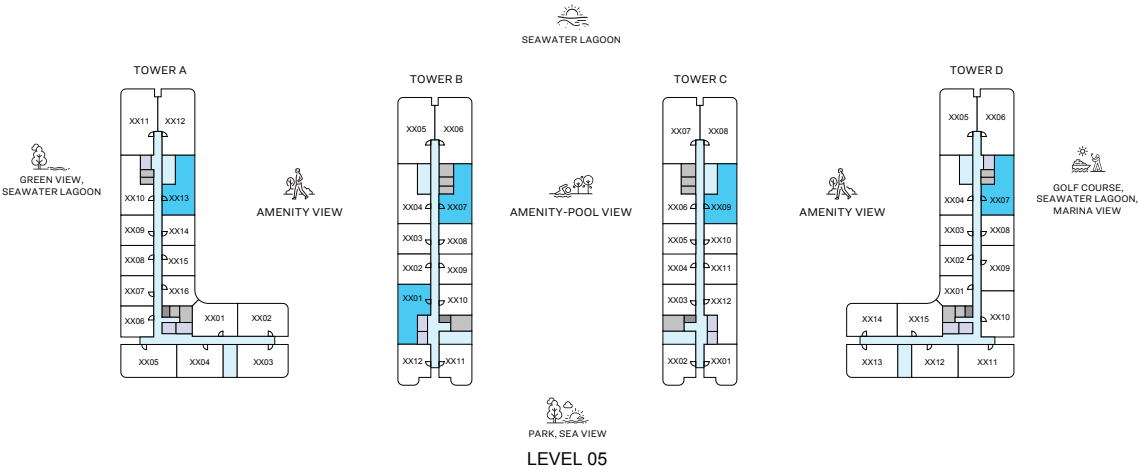 SEAWATER LAGOON
TOWER A
TOWER B
TOWER C
TOWER D
XX11
XX12
XX05
XX06
XX07
XX08
XX05
XX06
GREEN VIEW,
SEAWATER LAGOON
AMENITY VIEW
AMENITY-POOL VIEW
AMENITY VIEW
GOLF COURSE,
SEAWATER LAGOON,
MARINA VIEW
XX10
XX13
XX04
XX07
XX06
XX09
XX04
XX07
XX09
XX14
XX03
XX08
XX05
XX10
XX03
XX08
XX08
XX15
XX02
XX09
XX04
XX11
XX02
XX09
XX07
XX16
XX01
XX10
XX03
XX12
XX01
XX10
XX06
XX01
XX02
XX14
XX15
XX05
XX04
XX03
XX12
XX11
XX02
XX01
XX13
XX12
XX11
PARK, SEA VIEW
LEVEL 05